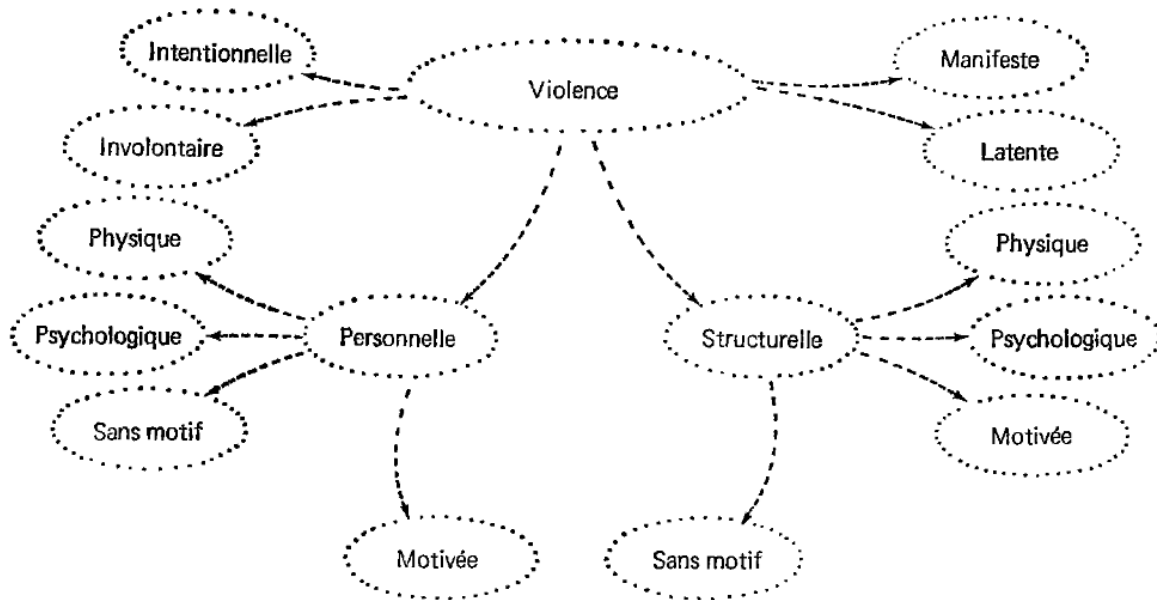 Intentionnelle
Violence
Manifeste
Involontaire
Latente
Physique
Physique
Psychologique
Personnelle
Structurelle
Psychologique
Sans motif
Motivée
Motivée
Sans motif